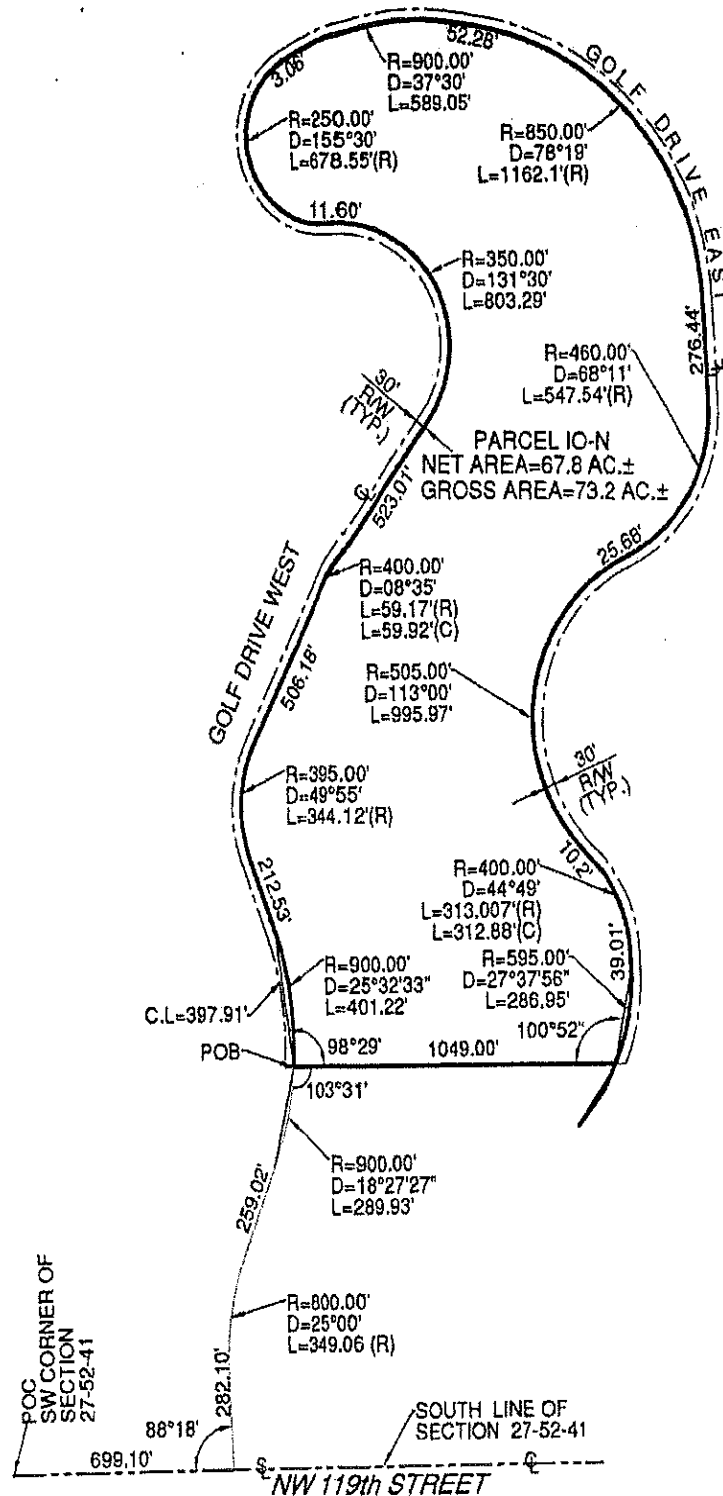 52.28'
GOLF DRIVE EAST
3.06'
R=900.00'
D=37°30'
L=589.05'
R=250.00'
D=155°30'
L=678.55'(R)
R=850.00'
D=78°19'
L=1162.1'(R)
11.60'
R=350.00'
D=131°30'
L=803.29'
276.44'
R=460.00'
D=68°11'
L=547.54'(R)
30'
R/W
(TYP.)
PARCEL IO-N
NET AREA=67.8 AC.±
GROSS AREA=73.2 AC.±
℄
523.01'
25.68'
R=400.00'
D=08°35'
L=59.17'(R)
L=59.92'(C)
GOLF DRIVE WEST
506.18'
R=505.00'
D=113°00'
L=995.97'
30'
R/W
(TYP.)
R=395.00'
D=49°55'
L=344.12'(R)
10.2'
212.53'
R=400.00'
D=44°49'
L=313.007'(R)
L=312.88'(C)
39.01'
R=900.00'
D=25°32'33"
L=401.22'
R=595.00'
D=27°37'56"
L=286.95'
C.L=397.91'
100°52"
POB
98°29'
1049.00'
103°31'
R=900.00'
D=18°27'27"
L=289.93'
259.02'
R=800.00'
D=25°00'
L=349.06 (R)
282.10'
POC
SW CORNER OF
SECTION
27-52-41
88°18'
699.10'
SOUTH LINE OF
SECTION 27-52-41
℄
℄
NW 119th STREET